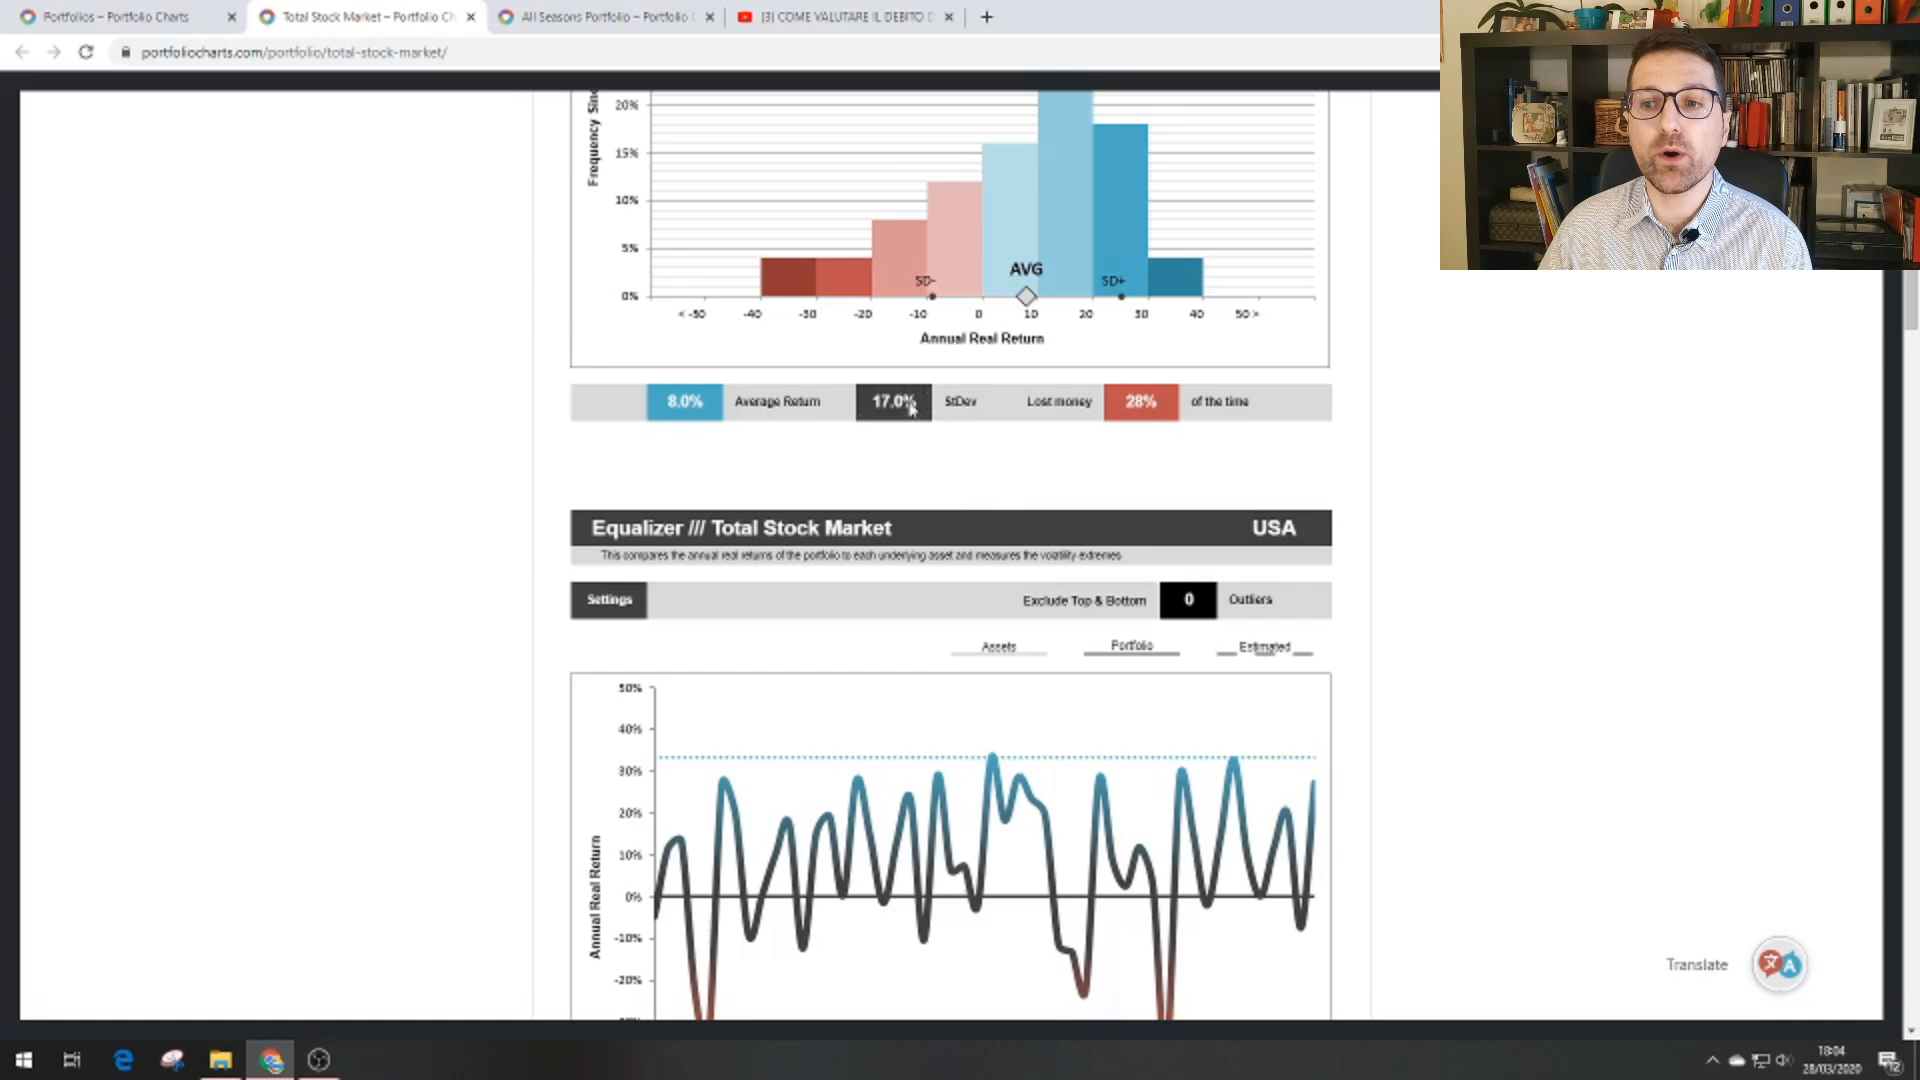 Portfolios – Portfolio Charts
Total Stock Market – Portfolio Ch
All Seasons Portfolio – Portfolio
(3) COME VALUTARE IL DEBITO D
portfoliocharts.com/portfolio/total-stock-market/
Frequency Sinc
20%
15%
10%
5%
0%
SD-
AVG
SD+
< -50
-40
-30
-20
-10
0
10
20
30
40
50 >
Annual Real Return
8.0% Average Return 17.0% StDev Lost money 28% of the time
Equalizer /// Total Stock Market USA
This compares the annual real returns of the portfolio to each underlying asset and measures the volatility extremes
Settings Exclude Top & Bottom 0 Outliers
Assets Portfolio Estimated
Annual Real Return
50%
40%
30%
20%
10%
0%
-10%
-20%
Translate
18:04
28/03/2020